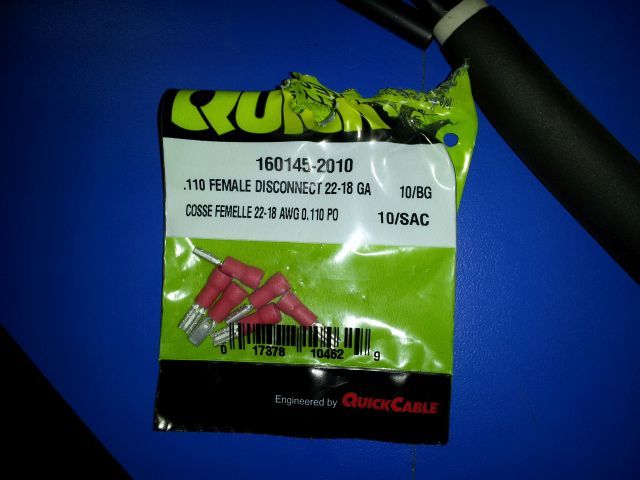 160145-2010
.110 FEMALE DISCONNECT 22-18 GA 10/BG
COSSE FEMELLE 22-18 AWG 0.110 PO 10/SAC
0 17878 10462 9
Engineered by QUICKCABLE